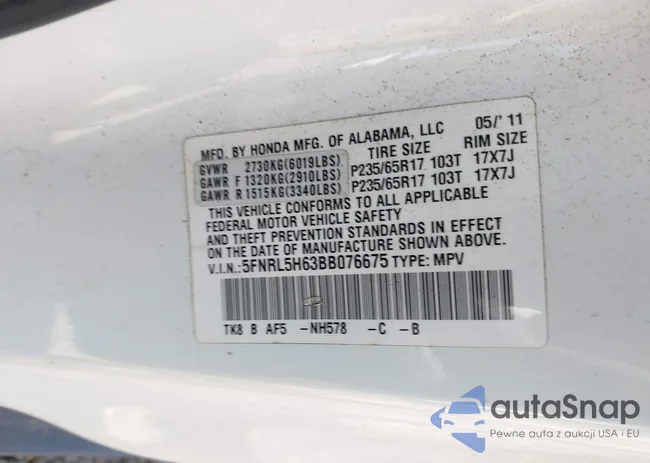 MFD. BY HONDA MFG. OF ALABAMA, LLC 05/'11
TIRE SIZE RIM SIZE
GVWR 2730KG(6019LBS)
GAWR F 1320KG(2910LBS) P235/65R17 103T 17X7J
GAWR R 1515KG(3340LBS) P235/65R17 103T 17X7J
THIS VEHICLE CONFORMS TO ALL APPLICABLE
FEDERAL MOTOR VEHICLE SAFETY
AND THEFT PREVENTION STANDARDS IN EFFECT
ON THE DATE OF MANUFACTURE SHOWN ABOVE.
V.I.N.:5FNRL5H63BB076675 TYPE: MPV
TK8 B AF5 -NH578 -C -B
autaSnap
Pewne auta z aukcji USA i EU